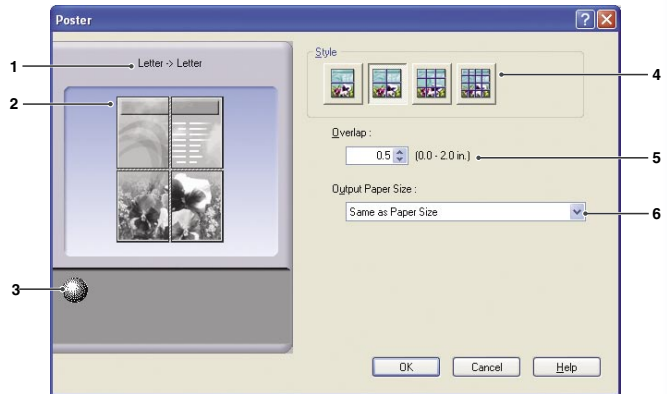 Poster
1
Letter -> Letter
2
3
Style
4
Overlap :
0.5 (0.0 - 2.0 in.)
5
Output Paper Size :
Same as Paper Size
6
OK Cancel Help